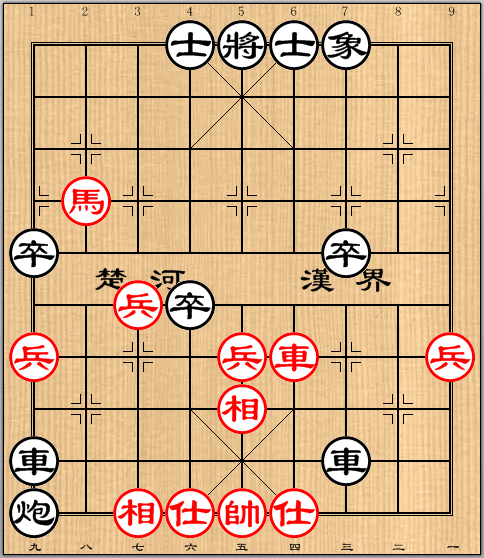 1 2 3 4 5 6 7 8 9
士 將 士 象
馬
卒 卒
楚 河 漢 界
兵 卒
兵 兵 車 兵
相
車 車
炮 相 仕 帥 仕
九 八 七 六 五 四 三 二 一